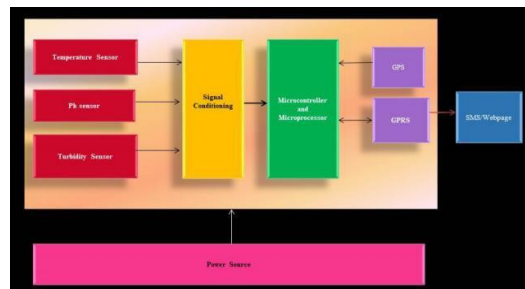 Temperature Sensor
Ph sensor
Turbidity Sensor
Signal
Conditioning
Microcontroller
and
Microprocessor
GPS
GPRS
SMS/Webpage
Power Source